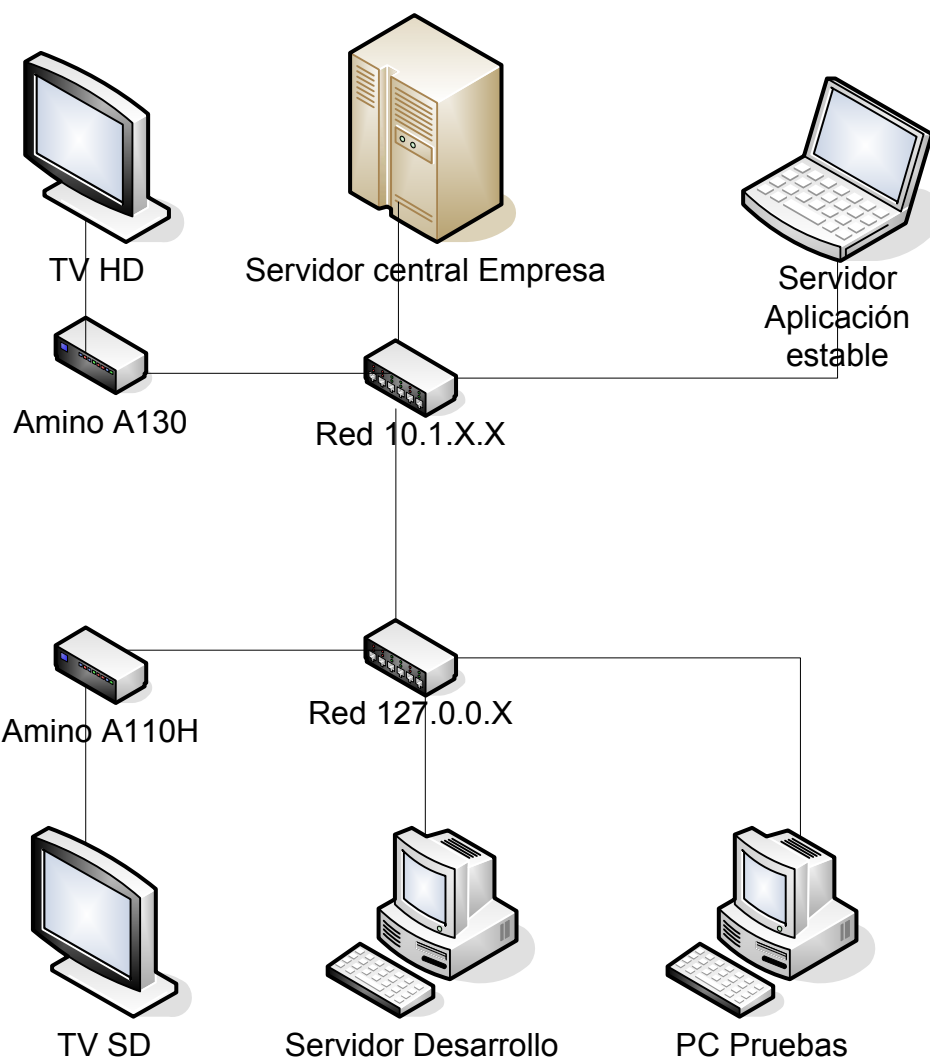 TV HD
Servidor central Empresa
Servidor
Aplicación
estable
Amino A130
Red 10.1.X.X
Amino A110H
Red 127.0.0.X
TV SD
Servidor Desarrollo
PC Pruebas